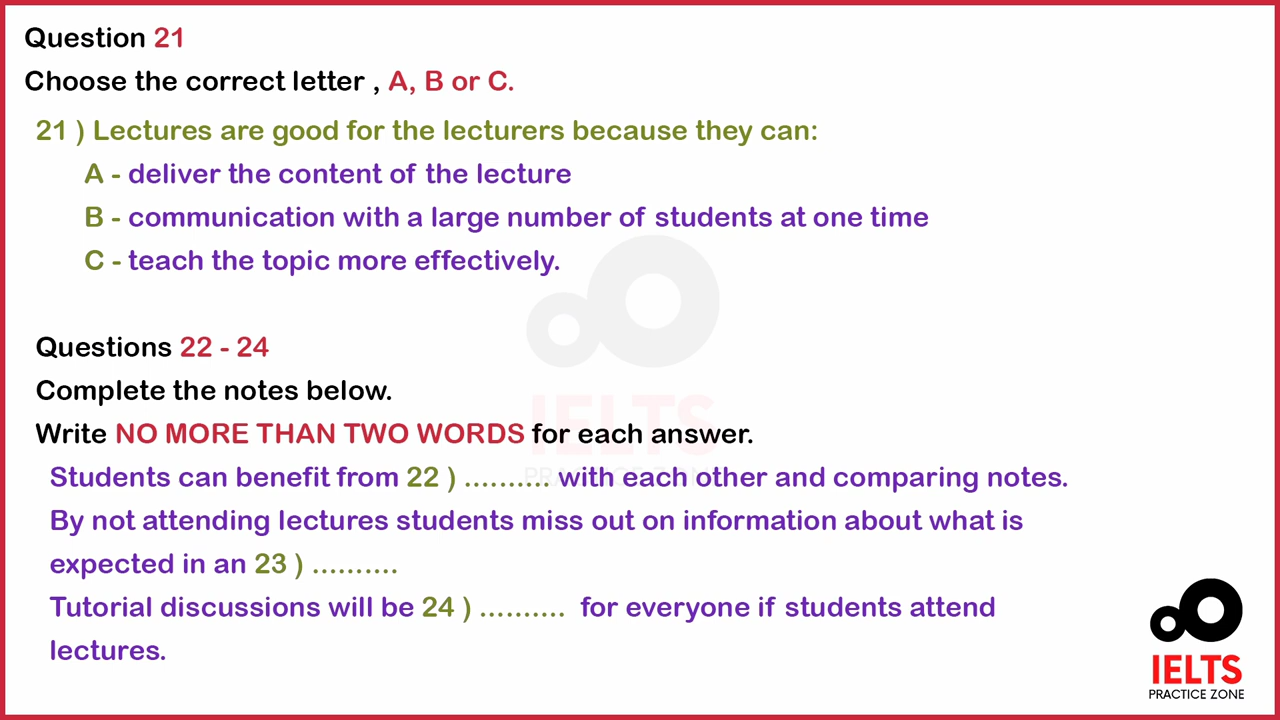 Question 21
Choose the correct letter , A, B or C.
21 ) Lectures are good for the lecturers because they can:
A - deliver the content of the lecture
B - communication with a large number of students at one time
C - teach the topic more effectively.
Questions 22 - 24
Complete the notes below.
IELTS
Write NO MORE THAN TWO WORDS for each answer.
PRACTICE ZONE
Students can benefit from 22 ) .......... with each other and comparing notes.
By not attending lectures students miss out on information about what is
expected in an 23 ) ..........
Tutorial discussions will be 24 ) .......... for everyone if students attend
lectures.
IELTS
PRACTICE ZONE